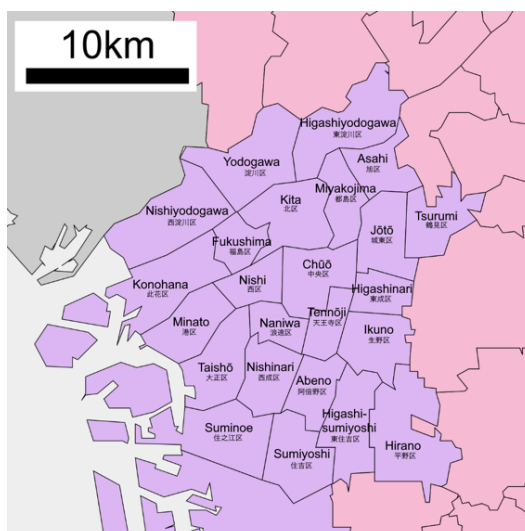 10km
Higashiyodogawa
東淀川区
Yodogawa
淀川区
Asahi
旭区
Miyakojima
都島区
Kita
北区
Nishiyodogawa
西淀川区
Tsurumi
鶴見区
Jōtō
城東区
Fukushima
福島区
Chūō
中央区
Nishi
西区
Konohana
此花区
Higashinari
東成区
Minato
港区
Naniwa
浪速区
Tennōji
天王寺区
Ikuno
生野区
Taishō
大正区
Nishinari
西成区
Abeno
阿倍野区
Higashi-
sumiyoshi
東住吉区
Suminoe
住之江区
Sumiyoshi
住吉区
Hirano
平野区